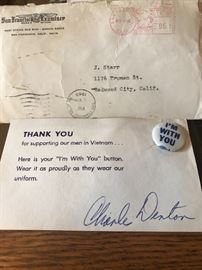 San Francisco Examiner
J. Starr
1174 Truman St.
Redwood City, Calif.
THANK YOU
for supporting our men in Vietnam . . .
Here is your "I'm With You" button.
Wear it as proudly as they wear our
uniform.
I'M
WITH
YOU
Charles Denton